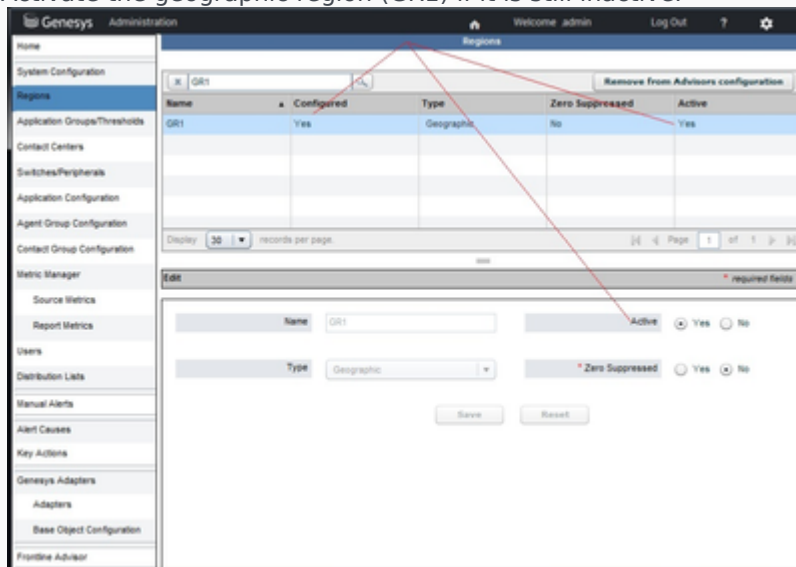 Activate the geographic region (GR1) if it is still inactive.
Genesys Administration Welcome admin Log Out ?
Home
Regions
System Configuration
x GR1
Remove from Advisors configuration
Regions
Name Configured Type Zero Suppressed Active
Application Groups/Thresholds
GR1 Yes Geographic No Yes
Contact Centers
Switches/Peripherals
Application Configuration
Agent Group Configuration
Display 30 records per page. Page 1 of 1
Contact Group Configuration
Metric Manager
Edit * required fields
Source Metrics
Report Metrics
Name GR1 Active Yes No
Users
Type Geographic * Zero Suppressed Yes No
Distribution Lists
Manual Alerts
Save Reset
Alert Causes
Key Actions
Genesys Adapters
Adapters
Base Object Configuration
Frontline Advisor